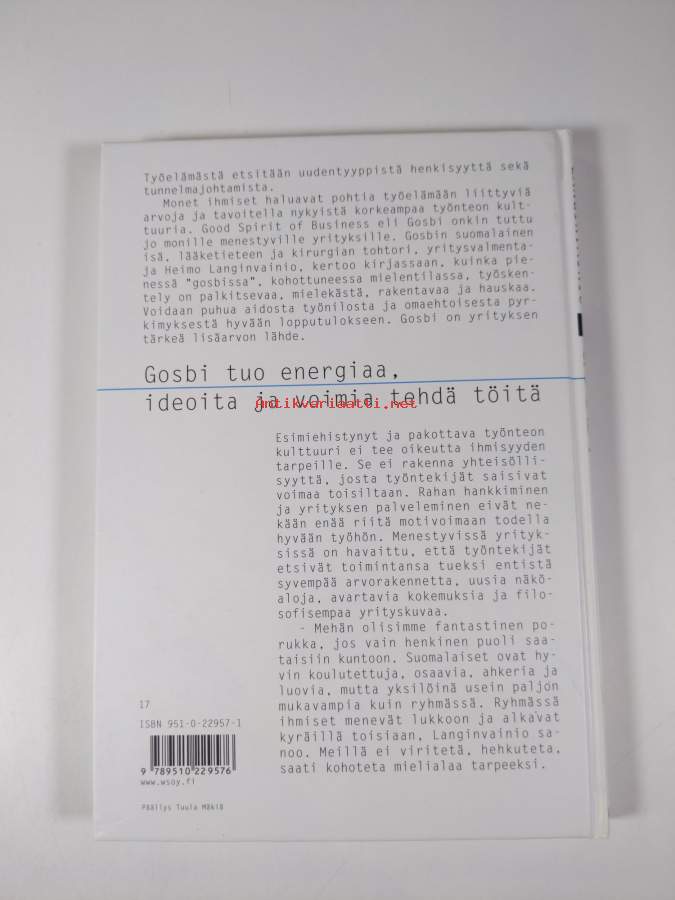 Työelämästä etsitään uudentyyppistä henkisyyttä sekä
tunnelmajohtamista.
Monet ihmiset haluavat pohtia työelämään liittyviä
arvoja ja tavoitella nykyistä korkeampaa työnteon kult-
tuuria. Good Spirit of Business eli Gosbi onkin tuttu
jo monille menestyville yrityksille. Gosbin suomalainen
isä, lääketieteen ja kirurgian tohtori, yritysvalmenta-
ja Heimo Langinvainio, kertoo kirjassaan, kuinka pie-
nessä "gosbissa", kohottuneessa mielentilassa, työsken-
tely on palkitsevaa, mielekästä, rakentavaa ja hauskaa.
Voidaan puhua aidosta työnilosta ja omaehtoisesta pyr-
kimyksestä hyvään lopputulokseen. Gosbi on yrityksen
tärkeä lisäarvon lähde.
Gosbi tuo energiaa,
ideoita ja voimia tehdä töitä
antikvariaatti.net
Esimiehistynyt ja pakottava työnteon
kulttuuri ei tee oikeutta ihmisyyden
tarpeille. Se ei rakenna yhteisölli-
syyttä, josta työntekijät saisivat
voimaa toisiltaan. Rahan hankkiminen
ja yrityksen palveleminen eivät ne-
kään enää riitä motivoimaan todella
hyvään työhön. Menestyvissä yrityk-
sissä on havaittu, että työntekijät
etsivät toimintansa tueksi entistä
syvempää arvorakennetta, uusia näkö-
aloja, avartavia kokemuksia ja filo-
sofisempaa yrityskuvaa.
- Mehän olisimme fantastinen po-
rukka, jos vain henkinen puoli saa-
taisiin kuntoon. Suomalaiset ovat hy-
vin koulutettuja, osaavia, ahkeria ja
luovia, mutta yksilöinä usein paljon
mukavampia kuin ryhmässä. Ryhmässä
ihmiset menevät lukkoon ja alkavat
kyräillä toisiaan, Langinvainio sa-
noo. Meillä ei viritetä, hehkuteta,
saati kohoteta mielialaa tarpeeksi.
17
ISBN 951-0-22957-1
9 789510 229576
www.wsoy.fi
Päällys Tuula Mäkiä